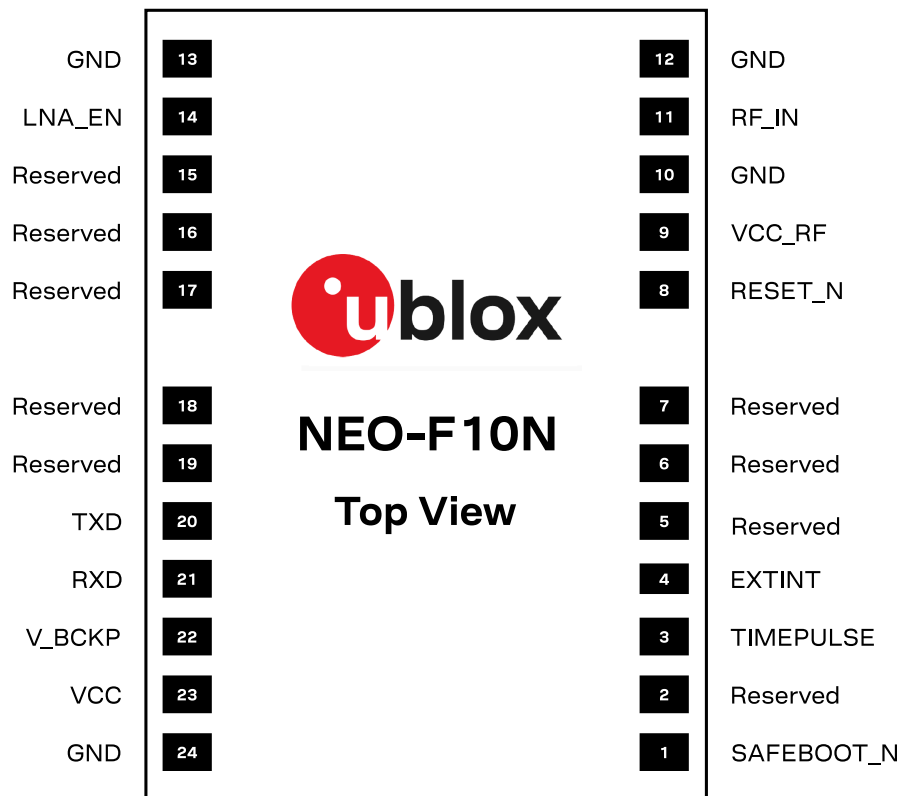 GND 13 12 GND
LNA_EN 14 11 RF_IN
Reserved 15 10 GND
Reserved 16 9 VCC_RF
Reserved 17 8 RESET_N
ublox
Reserved 18 7 Reserved
NEO-F10N
Reserved 19 6 Reserved
Top View
TXD 20 5 Reserved
RXD 21 4 EXTINT
V_BCKP 22 3 TIMEPULSE
VCC 23 2 Reserved
GND 24 1 SAFEBOOT_N